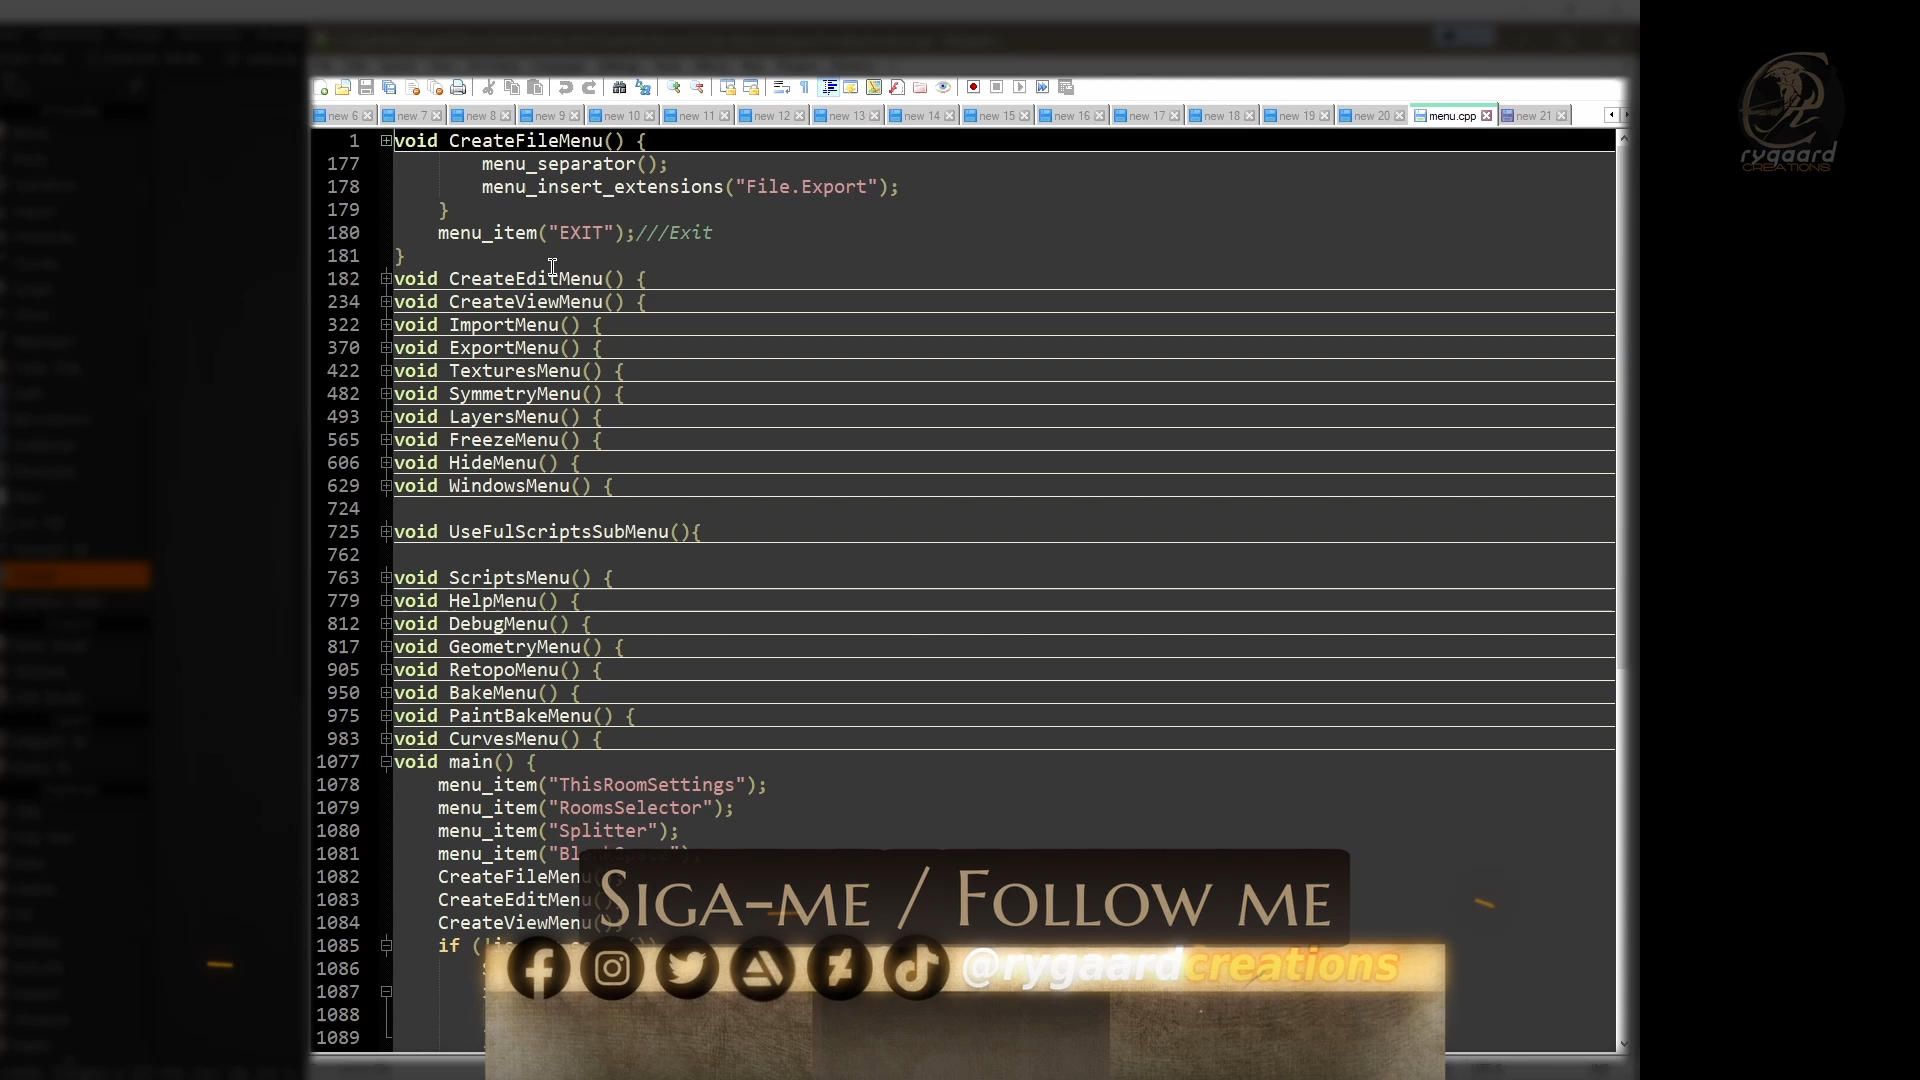 rygaard
CREATIONS
new 6 new 7 new 8 new 9 new 10 new 11 new 12 new 13 new 14 new 15 new 16 new 17 new 18 new 19 new 20 menu.cpp new 21
1 void CreateFileMenu() {
177 menu_separator();
178 menu_insert_extensions("File.Export");
179 }
180 menu_item("EXIT");///Exit
181 }
182 void CreateEditMenu() {
234 void CreateViewMenu() {
322 void ImportMenu() {
370 void ExportMenu() {
422 void TexturesMenu() {
482 void SymmetryMenu() {
493 void LayersMenu() {
565 void FreezeMenu() {
606 void HideMenu() {
629 void WindowsMenu() {
724
725 void UseFulScriptsSubMenu(){
762
763 void ScriptsMenu() {
779 void HelpMenu() {
812 void DebugMenu() {
817 void GeometryMenu() {
905 void RetopoMenu() {
950 void BakeMenu() {
975 void PaintBakeMenu() {
983 void CurvesMenu() {
1077 void main() {
1078 menu_item("ThisRoomSettings");
1079 menu_item("RoomsSelector");
1080 menu_item("Splitter");
1081 menu_item("Bl
1082 CreateFileMenu
1083 CreateEditMenu
1084 CreateViewMenu
1085 if (
1086
1087
1088
1089
Siga-me / Follow me
@rygaardcreations